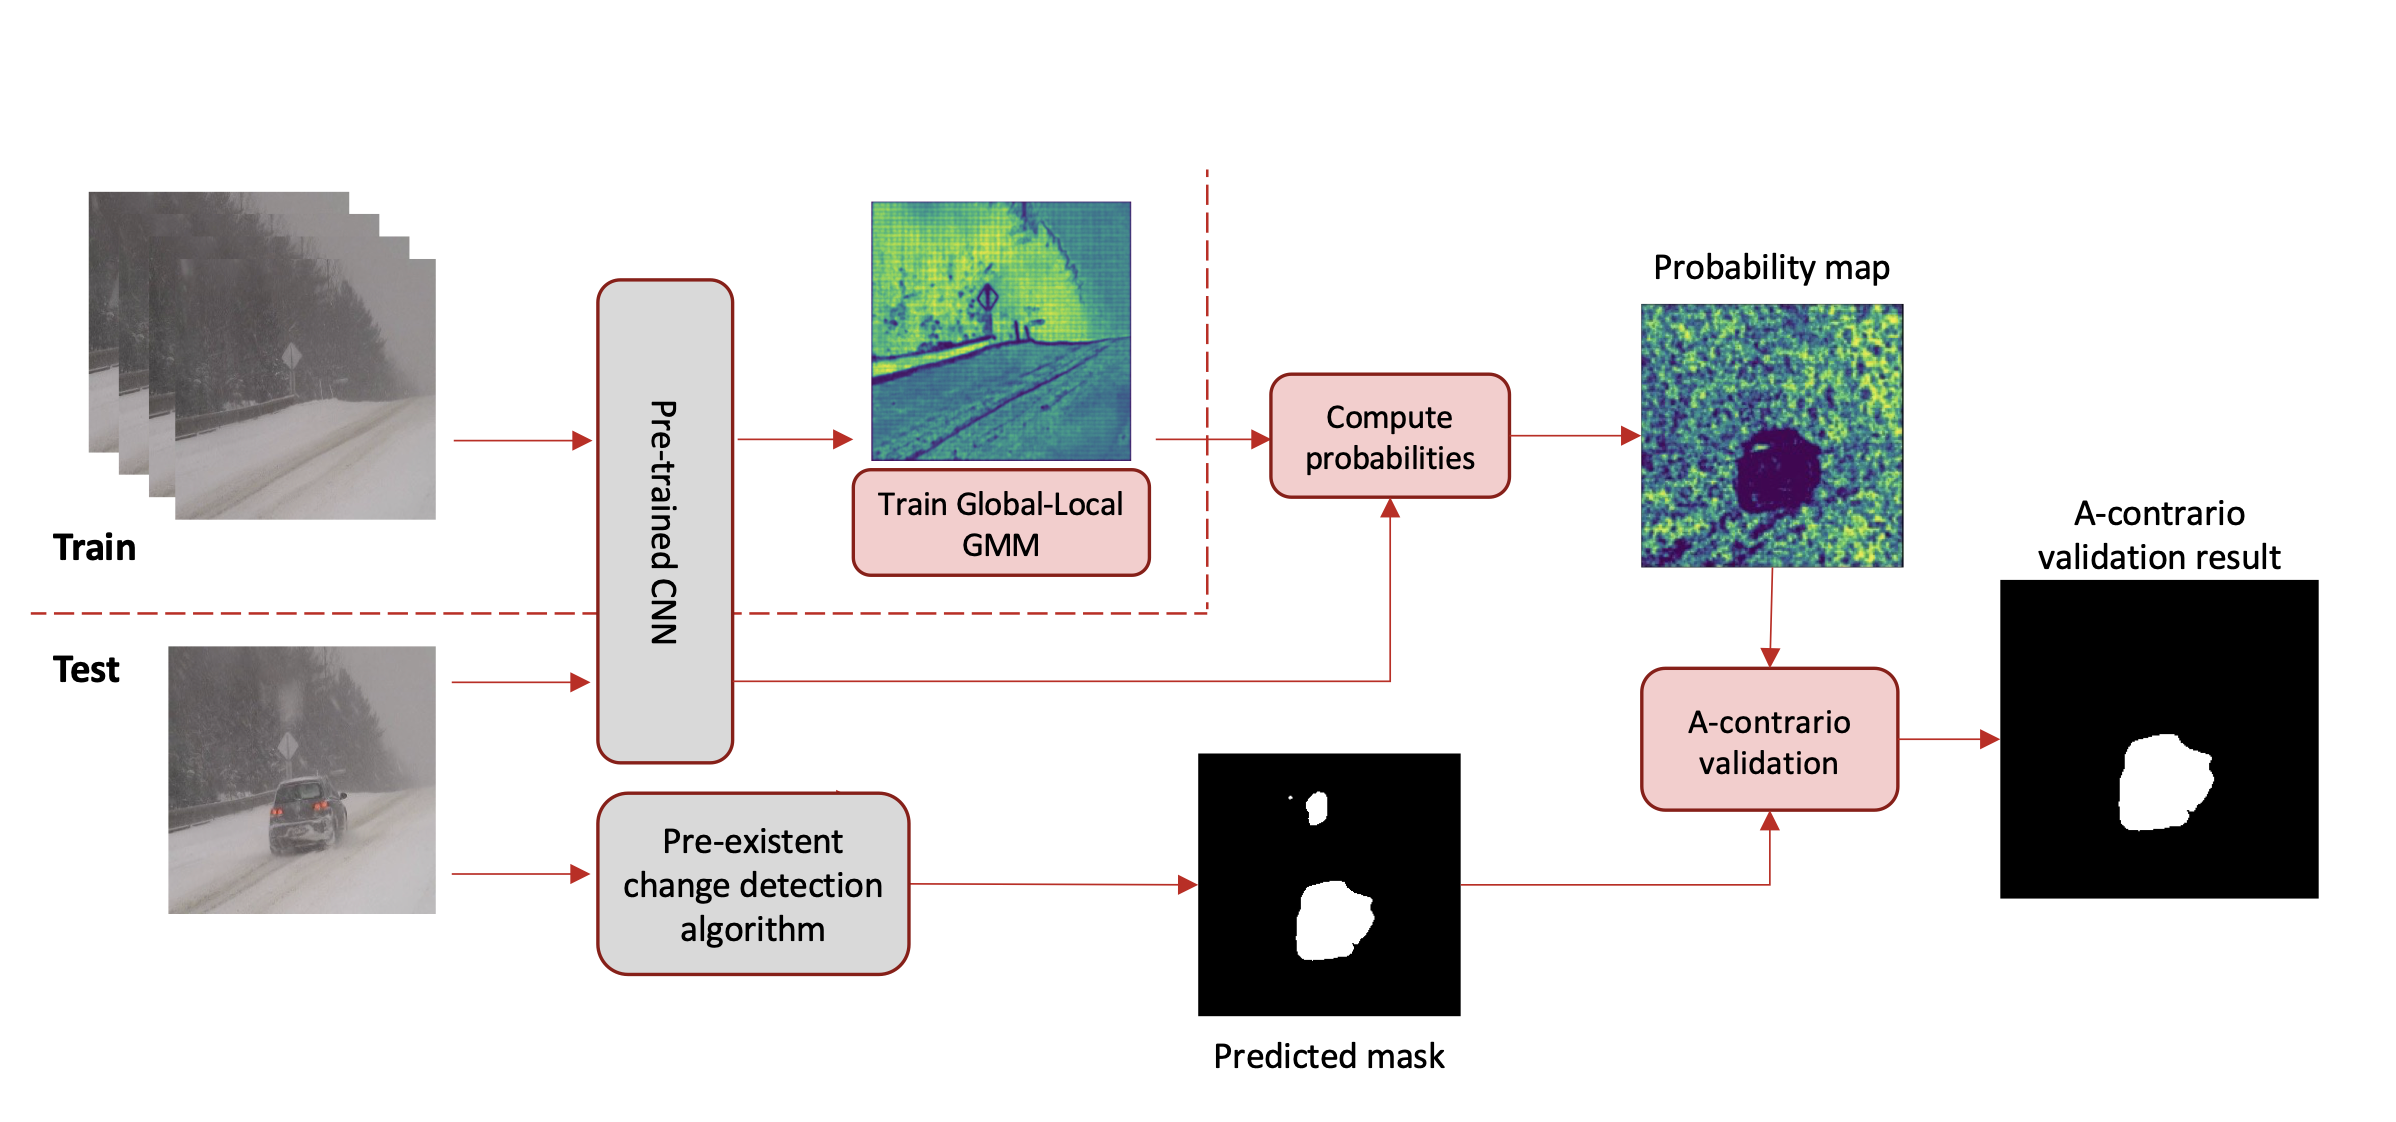 Train
Test
Pre-trained CNN
Train Global-Local
GMM
Compute
probabilities
Probability map
Pre-existent
change detection
algorithm
Predicted mask
A-contrario
validation
A-contrario
validation result